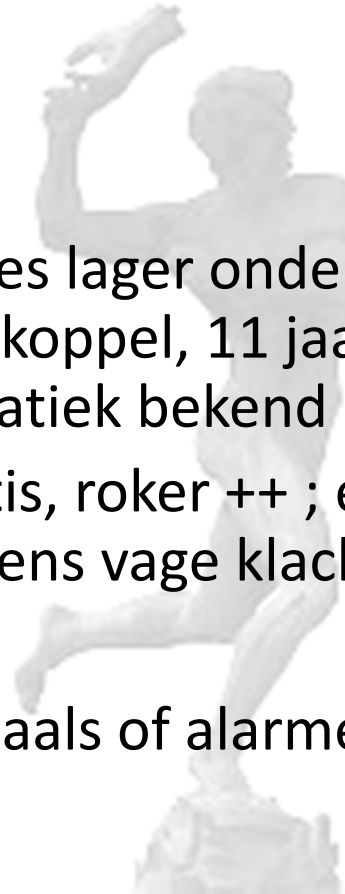 es lager onde
koppel, 11 jaa
atiek bekend
tis, roker ++ ; e
ens vage klach
aals of alarme